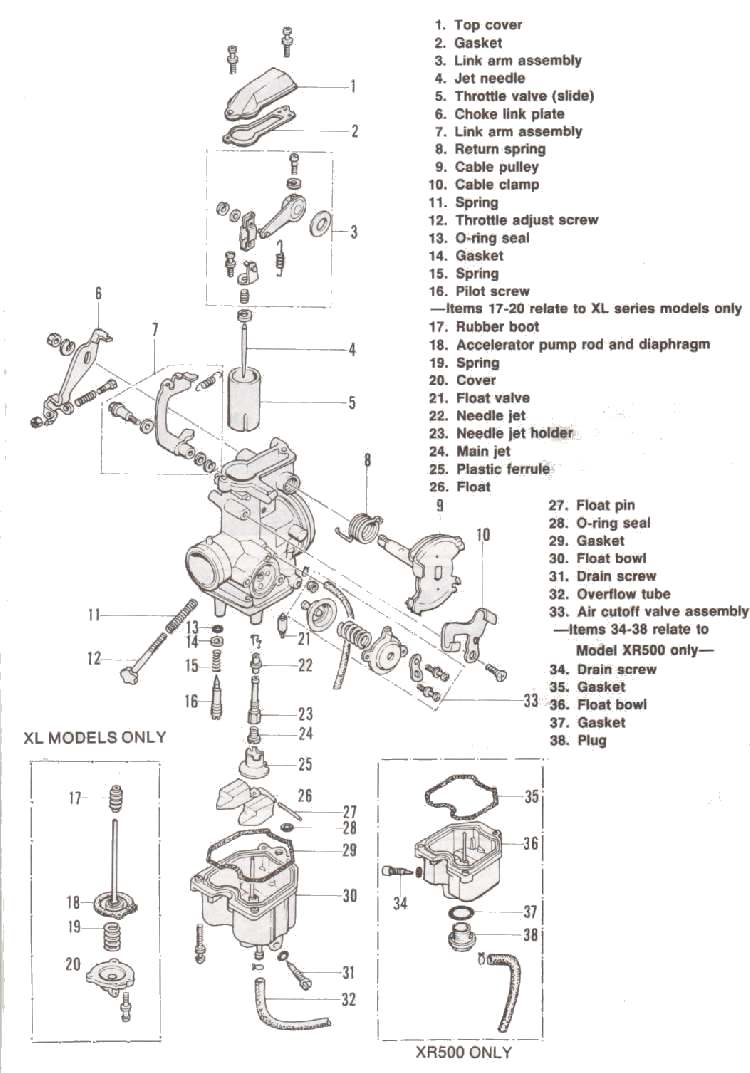 1. Top cover
2. Gasket
3. Link arm assembly
4. Jet needle
5. Throttle valve (slide)
6. Choke link plate
7. Link arm assembly
8. Return spring
9. Cable pulley
10. Cable clamp
11. Spring
12. Throttle adjust screw
13. O-ring seal
14. Gasket
15. Spring
16. Pilot screw
—Items 17-20 relate to XL series models only
17. Rubber boot
18. Accelerator pump rod and diaphragm
19. Spring
20. Cover
21. Float valve
22. Needle jet
23. Needle jet holder
24. Main jet
25. Plastic ferrule
26. Float
27. Float pin
28. O-ring seal
29. Gasket
30. Float bowl
31. Drain screw
32. Overflow tube
33. Air cutoff valve assembly
—Items 34-38 relate to
Model XR500 only—
34. Drain screw
35. Gasket
36. Float bowl
37. Gasket
38. Plug
1
2
3
6
7
4
5
8
9
10
11
12
13
14
15
16
21
22
23
33
24
25
26
27
28
29
30
31
32
XL MODELS ONLY
17
18
19
20
35
36
34
37
38
XR500 ONLY